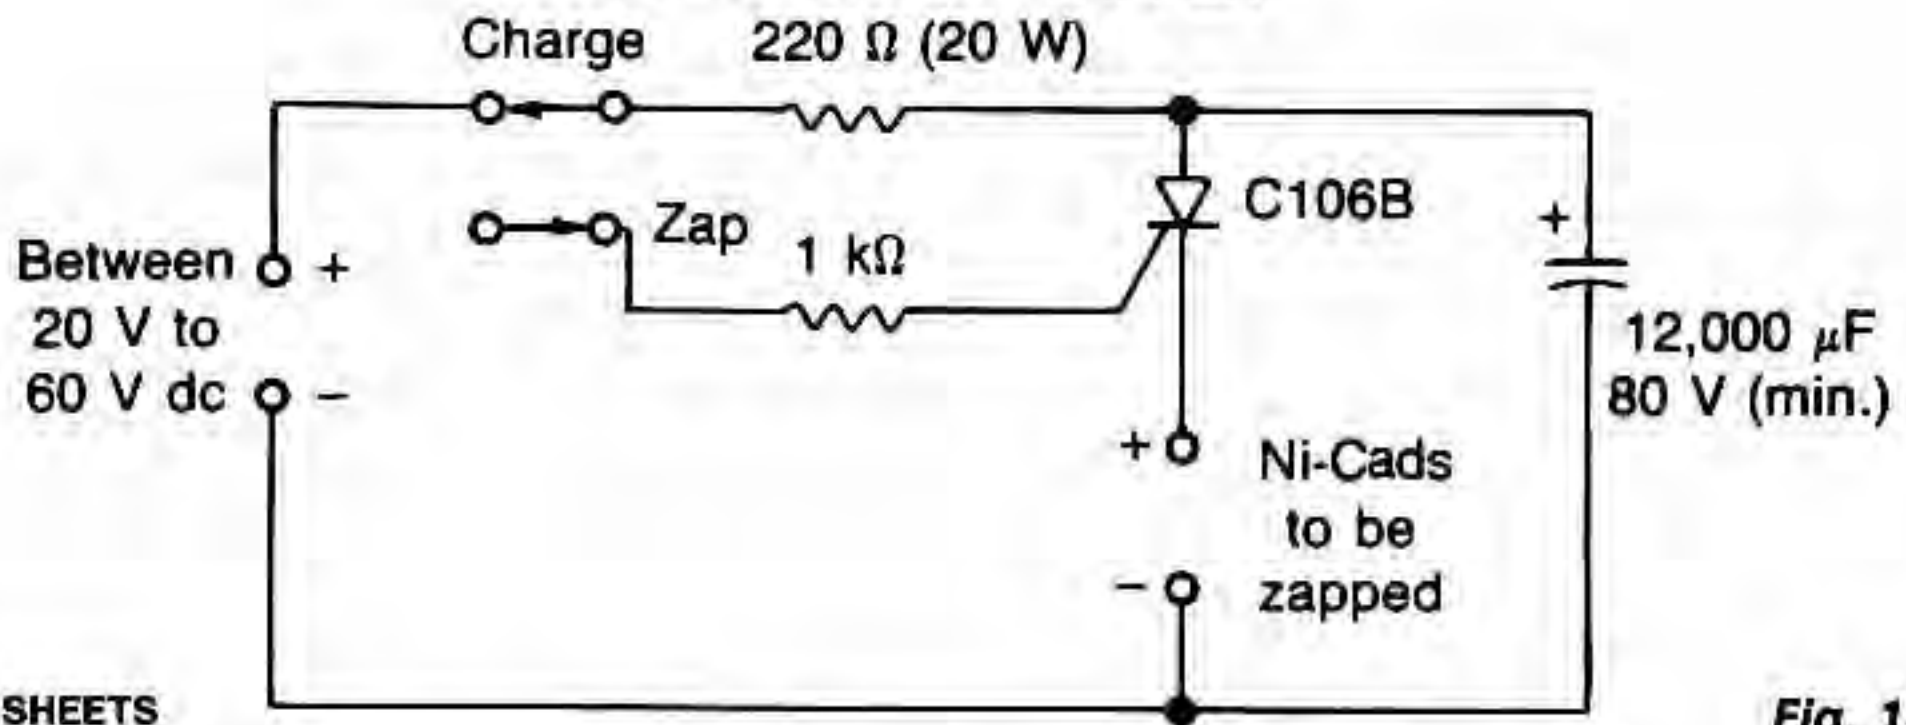 Charge
220 Ω (20 W)
C106B
+
Zap
1 kΩ
Between
20 V to
60 V dc
+
−
12,000 μF
80 V (min.)
+
Ni-Cads
to be
zapped
−
SHEETS
Fig. 1